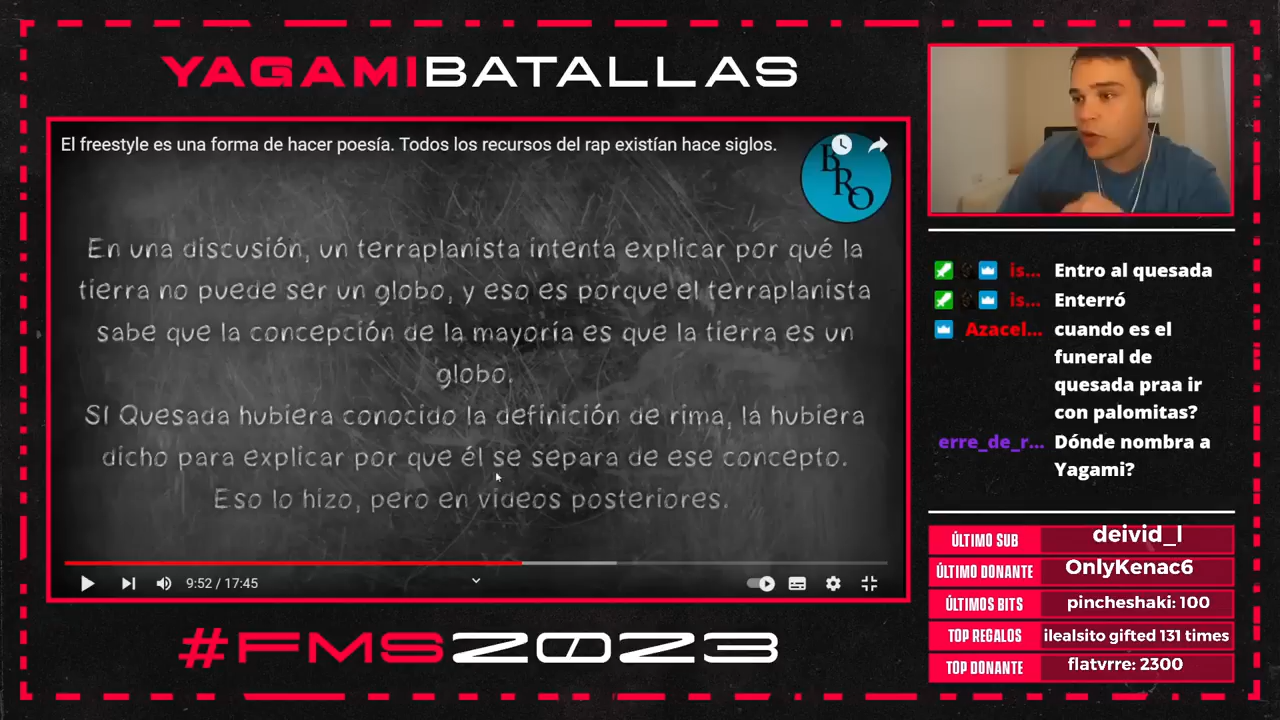 YAGAMIBATALLAS
El freestyle es una forma de hacer poesía. Todos los recursos del rap existían hace siglos.
BRO
En una discusión, un terraplanista intenta explicar por qué la
tierra no puede ser un globo, y eso es porque el terraplanista
sabe que la concepción de la mayoría es que la tierra es un
globo.
SI Quesada hubiera conocido la definición de rima, la hubiera
dicho para explicar por que él se separa de ese concepto.
Eso lo hizo, pero en videos posteriores.
9:52 / 17:45
#FMS2023
is... Entro al quesada
is... Enterró
Azacel... cuando es el
funeral de
quesada praa ir
con palomitas?
erre_de_r... Dónde nombra a
Yagami?
ÚLTIMO SUB deivid_l
ÚLTIMO DONANTE OnlyKenac6
ÚLTIMOS BITS pincheshaki: 100
TOP REGALOS ilealsito gifted 131 times
TOP DONANTE flatvrre: 2300